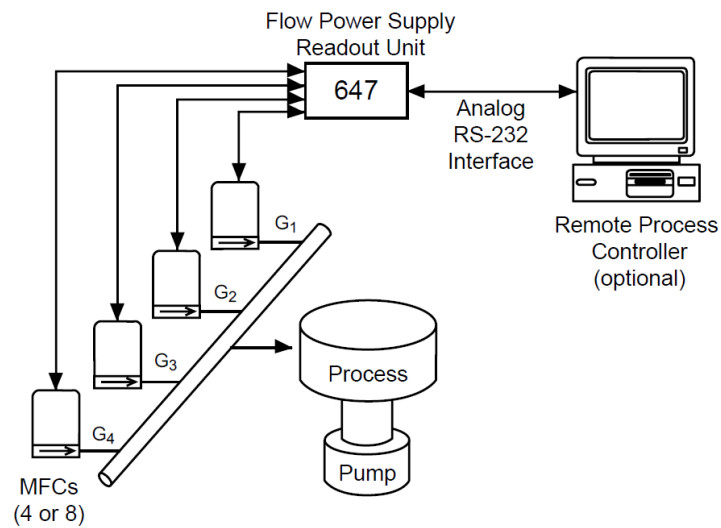 Flow Power Supply
Readout Unit
647
Analog
RS-232
Interface
Remote Process
Controller
(optional)
G1
G2
G3
G4
Process
Pump
MFCs
(4 or 8)